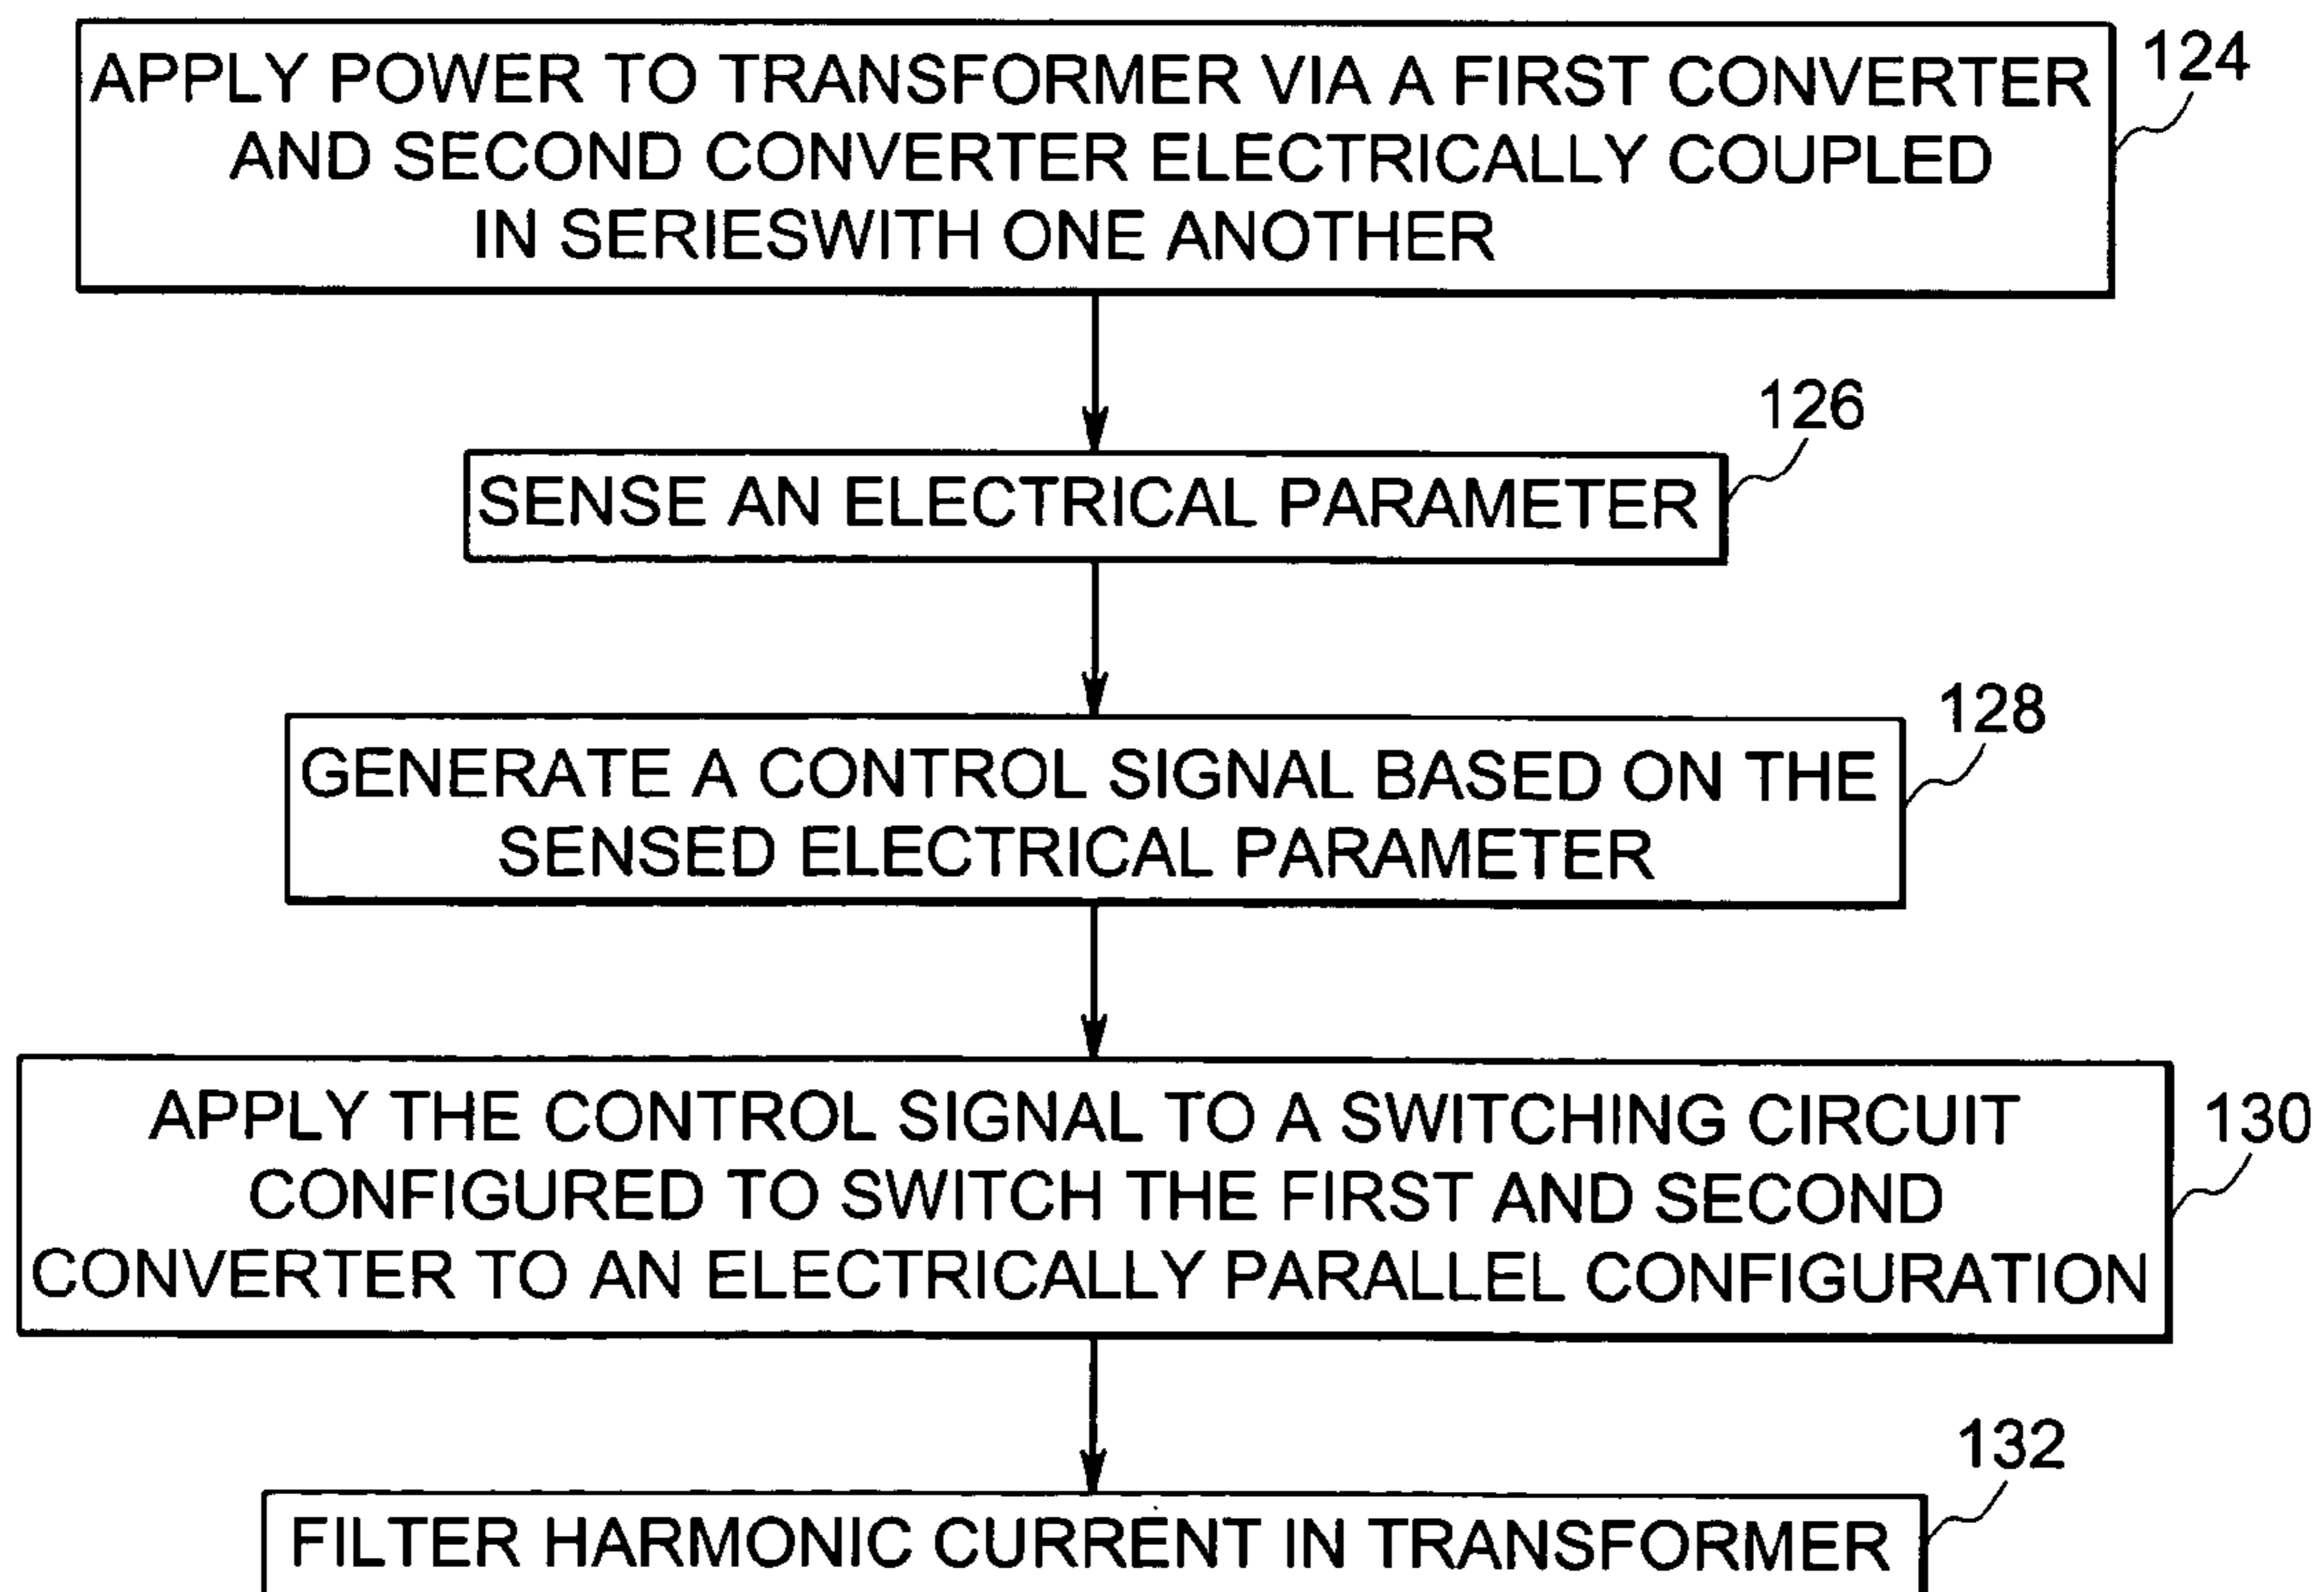 APPLY POWER TO TRANSFORMER VIA A FIRST CONVERTER
AND SECOND CONVERTER ELECTRICALLY COUPLED
IN SERIESWITH ONE ANOTHER
124
SENSE AN ELECTRICAL PARAMETER
126
GENERATE A CONTROL SIGNAL BASED ON THE
SENSED ELECTRICAL PARAMETER
128
APPLY THE CONTROL SIGNAL TO A SWITCHING CIRCUIT
CONFIGURED TO SWITCH THE FIRST AND SECOND
CONVERTER TO AN ELECTRICALLY PARALLEL CONFIGURATION
130
FILTER HARMONIC CURRENT IN TRANSFORMER
132